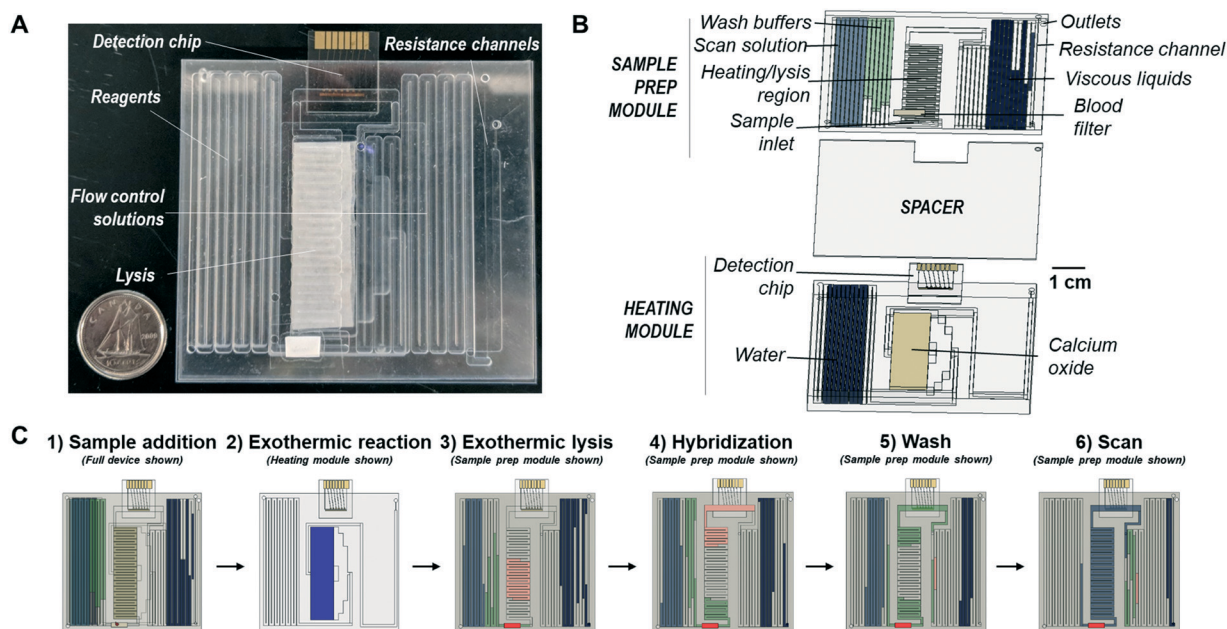 A
Detection chip
Resistance channels
Reagents
Flow control
solutions
Lysis
CANADA
B
SAMPLE
PREP
MODULE
Wash buffers
Scan solution
Heating/lysis
region
Sample
inlet
Outlets
Resistance channel
Viscous liquids
Blood
filter
SPACER
HEATING
MODULE
Detection
chip
1 cm
Water
Calcium
oxide
C
1) Sample addition
(Full device shown)
2) Exothermic reaction
(Heating module shown)
3) Exothermic lysis
(Sample prep module shown)
4) Hybridization
(Sample prep module shown)
5) Wash
(Sample prep module shown)
6) Scan
(Sample prep module shown)